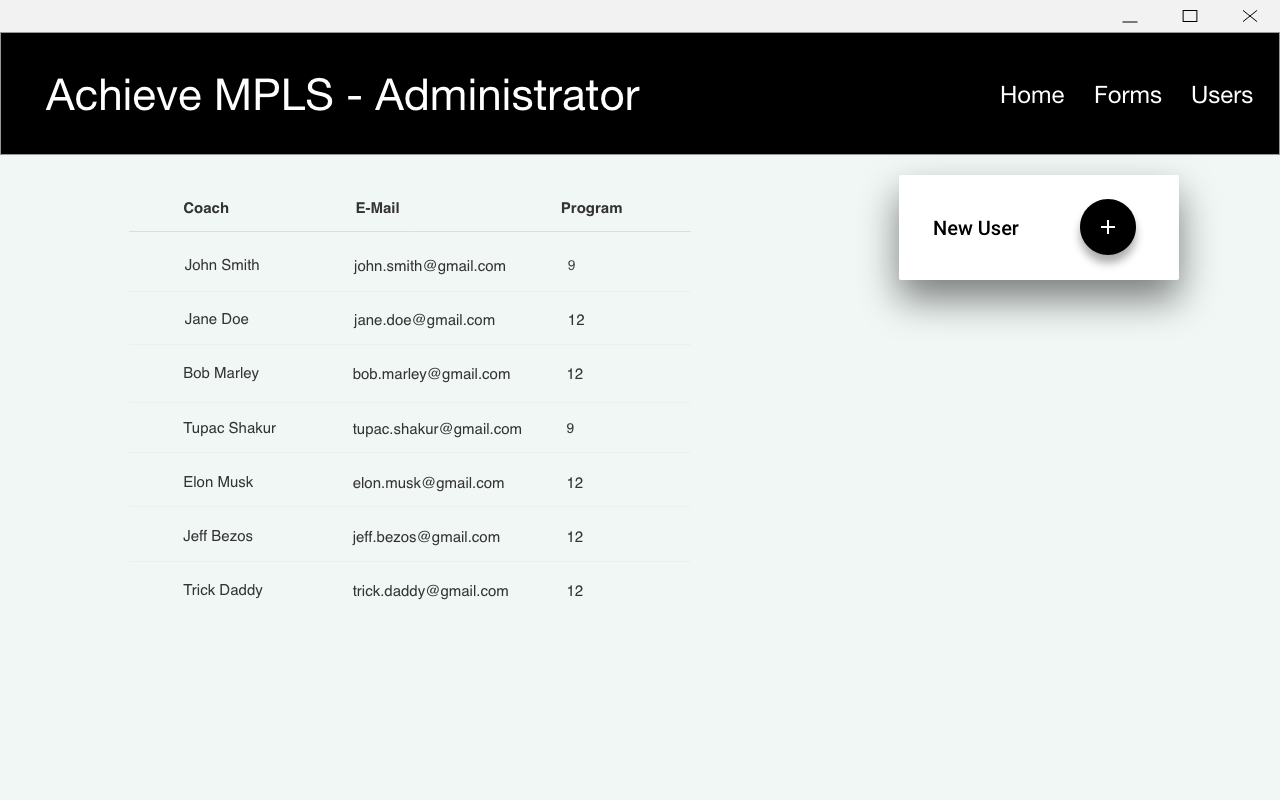 Achieve MPLS - Administrator Home Forms Users
Coach E-Mail Program
New User +
John Smith john.smith@gmail.com 9
Jane Doe jane.doe@gmail.com 12
Bob Marley bob.marley@gmail.com 12
Tupac Shakur tupac.shakur@gmail.com 9
Elon Musk elon.musk@gmail.com 12
Jeff Bezos jeff.bezos@gmail.com 12
Trick Daddy trick.daddy@gmail.com 12